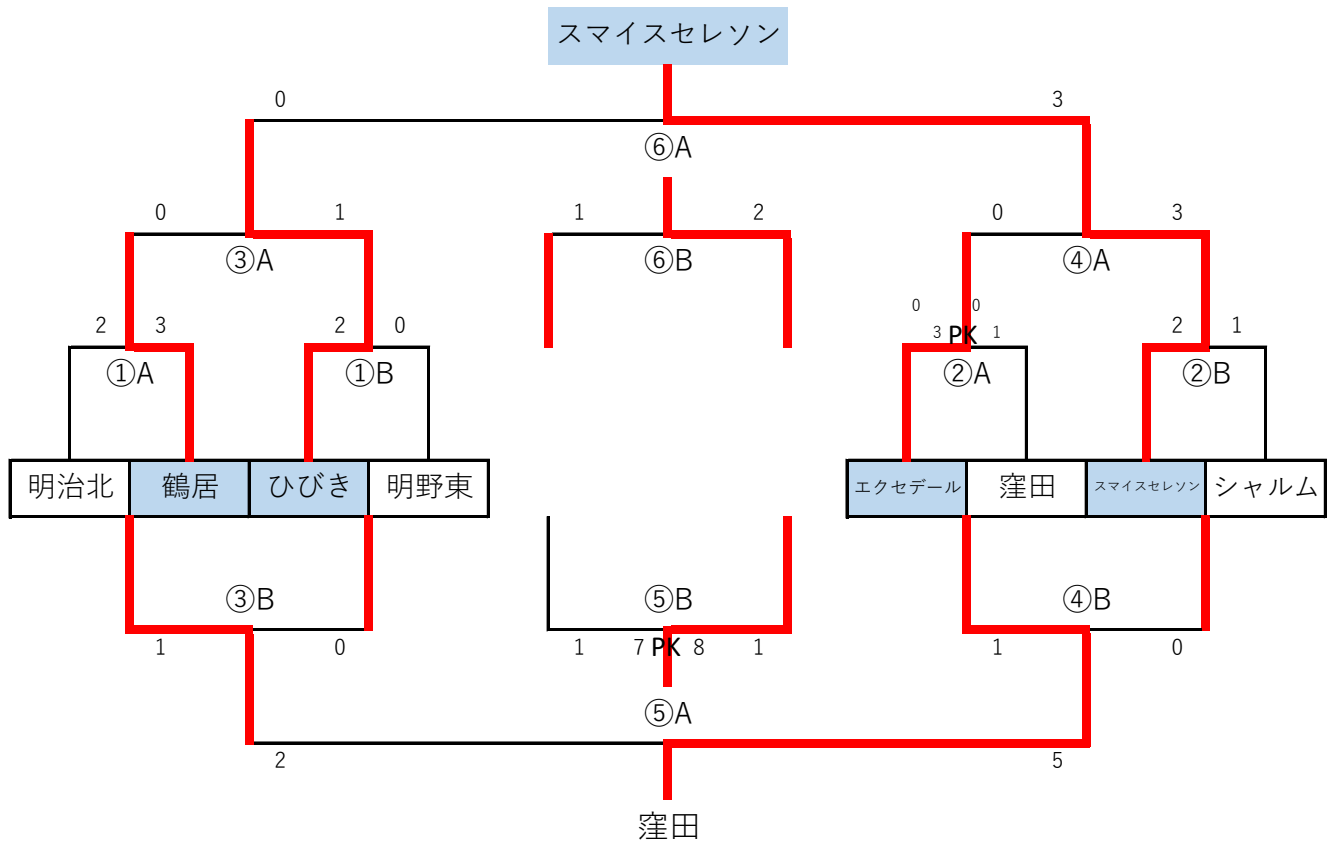 スマイスセレソン
0 3
⑥A
0 1 1 2 0 3
③A ⑥B ④A
0 0
2 3 2 0 3 PK 1 2 1
①A ①B ②A ②B
明治北 鶴居 ひびき 明野東 エクセデール 窪田 スマイスセレソン シャルム
③B ⑤B ④B
1 0 1 7 PK 8 1 1 0
⑤A
2 5
窪田